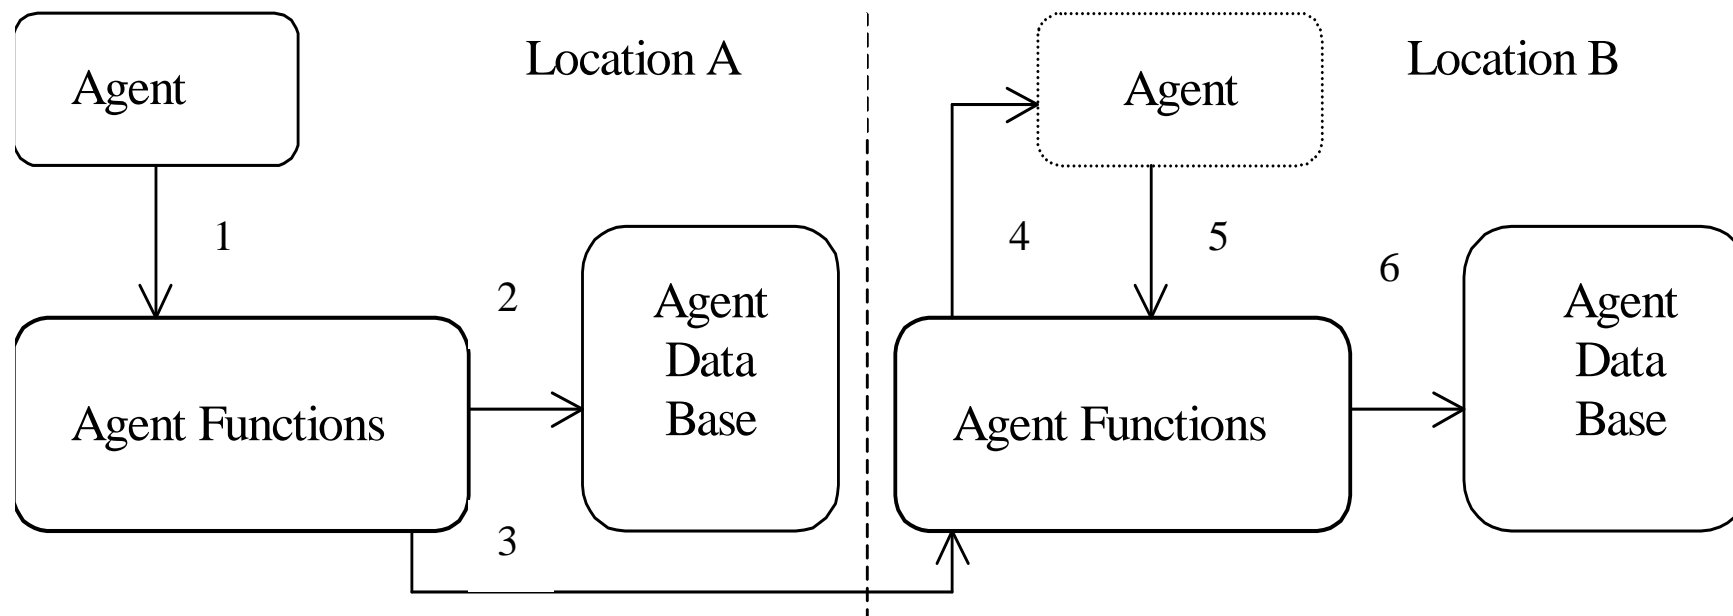 Location A
Location B
Agent
Agent
1
4
5
2
6
Agent
Data
Base
Agent
Data
Base
Agent Functions
Agent Functions
3